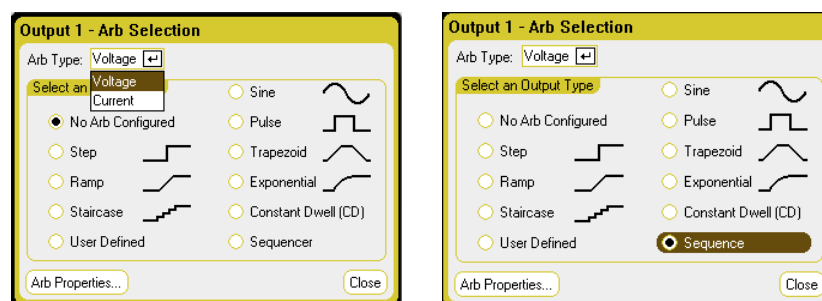 Output 1 - Arb Selection
Arb Type: Voltage
Voltage
Current
Select an
No Arb Configured
Step
Ramp
Staircase
User Defined
Sine
Pulse
Trapezoid
Exponential
Constant Dwell (CD)
Sequencer
Arb Properties...
Close
Output 1 - Arb Selection
Arb Type: Voltage
Select an Output Type
No Arb Configured
Step
Ramp
Staircase
User Defined
Sine
Pulse
Trapezoid
Exponential
Constant Dwell (CD)
Sequence
Arb Properties...
Close